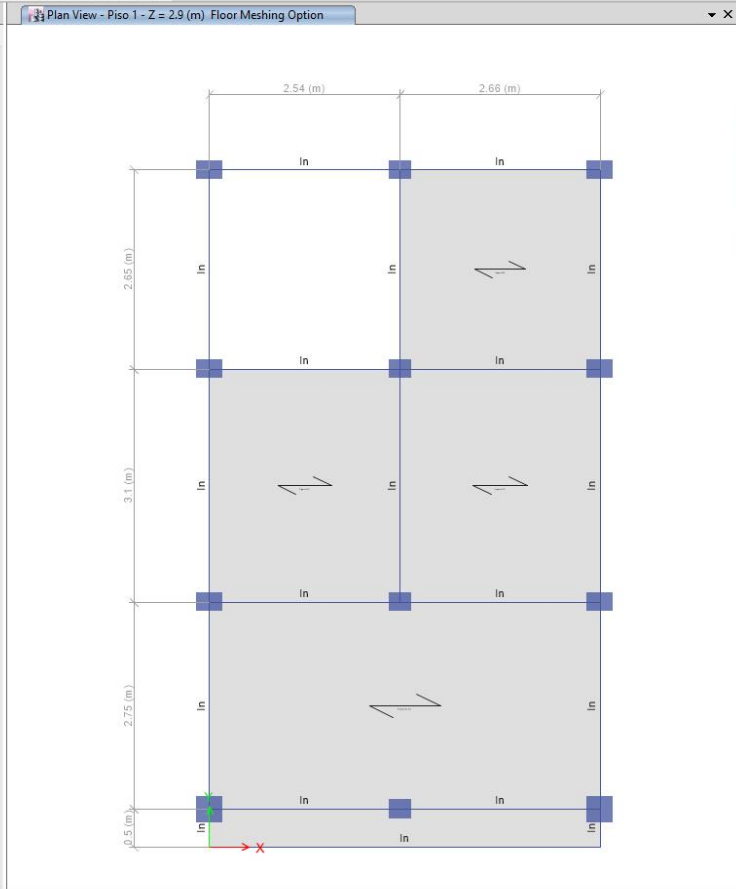 Plan View - Piso 1 - Z = 2.9 (m) Floor Meshing Option
2.54 (m) 2.66 (m)
In In
2.65 (m) In In In
In In
3.1 (m) In In In
In In
2.75 (m) In In
Y
In In
0.5 (m) In In
In
X